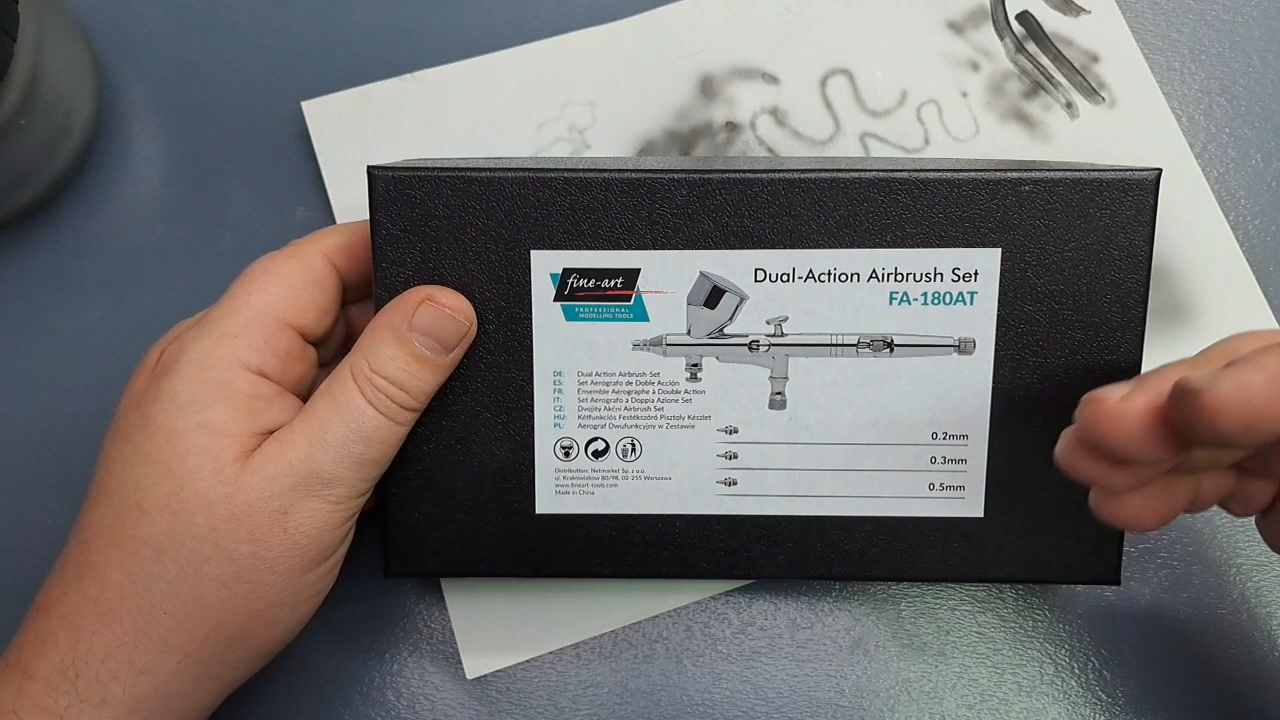 fine-art
PROFESSIONAL
MODELLING TOOLS
Dual-Action Airbrush Set
FA-180AT
DE: Dual Action Airbrush-Set
ES: Set Aerógrafo de Doble Acción
FR: Ensemble Aérographe à Double Action
IT: Set Aerografo a Doppia Azione Set
CZ: Dvojitý Akční Airbrush Set
HU: Kétfunkciós Festékszóró Pisztoly Készlet
PL: Aerograf Dwufunkcyjny w Zestawie
Distribution: Netmarket Sp. z o.o.
ul. Krakowiaków 80/98, 02-255 Warszawa
www.fineart-tools.com
Made in China
0.2mm
0.3mm
0.5mm